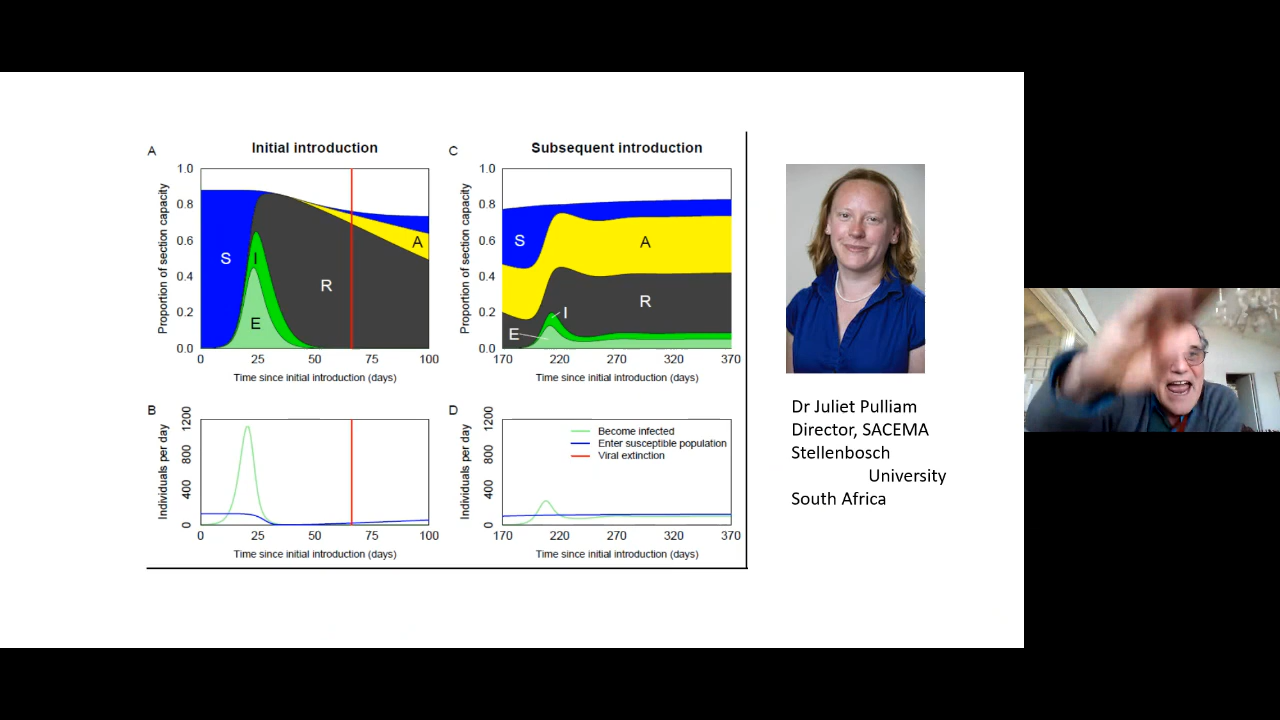 A
Initial introduction
Proportion of section capacity
1.0
0.8
0.6
0.4
0.2
0.0
S
I
E
R
A
0 25 50 75 100
Time since initial introduction (days)
C
Subsequent introduction
Proportion of section capacity
1.0
0.8
0.6
0.4
0.2
0.0
S
A
R
I
E
170 220 270 320 370
Time since initial introduction (days)
B
Individuals per day
1200
800
400
0
0 25 50 75 100
Time since initial introduction (days)
D
Individuals per day
1200
800
400
0
Become infected
Enter susceptible population
Viral extinction
170 220 270 320 370
Time since initial introduction (days)
Dr Juliet Pulliam
Director, SACEMA
Stellenbosch
University
South Africa